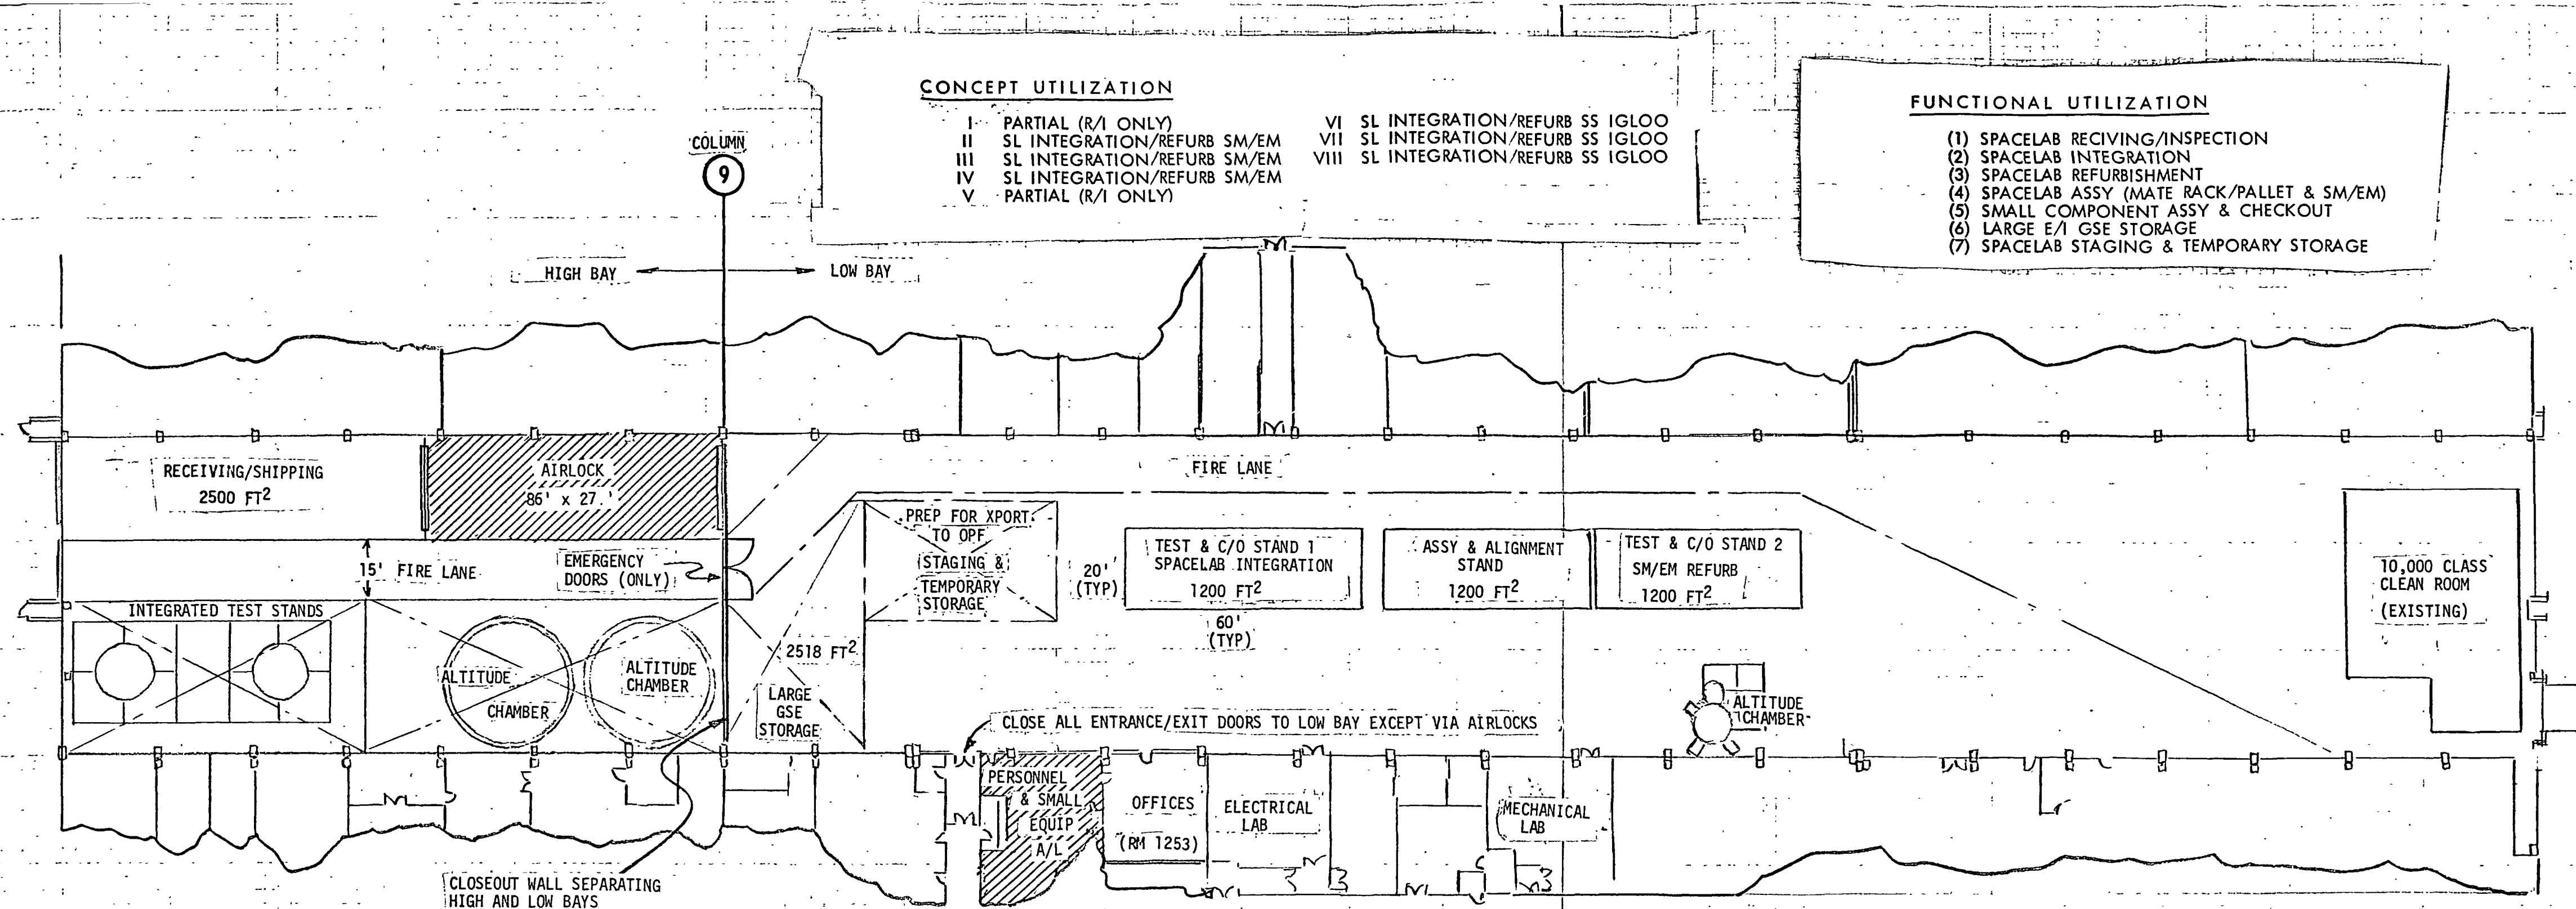 CONCEPT UTILIZATION
I PARTIAL (R/I ONLY)
II SL INTEGRATION/REFURB SM/EM
III SL INTEGRATION/REFURB SM/EM
IV SL INTEGRATION/REFURB SM/EM
V PARTIAL (R/I ONLY)
VI SL INTEGRATION/REFURB SS IGLOO
VII SL INTEGRATION/REFURB SS IGLOO
VIII SL INTEGRATION/REFURB SS IGLOO
FUNCTIONAL UTILIZATION
(1) SPACELAB RECIVING/INSPECTION
(2) SPACELAB INTEGRATION
(3) SPACELAB REFURBISHMENT
(4) SPACELAB ASSY (MATE RACK/PALLET & SM/EM)
(5) SMALL COMPONENT ASSY & CHECKOUT
(6) LARGE E/I GSE STORAGE
(7) SPACELAB STAGING & TEMPORARY STORAGE
COLUMN
9
HIGH BAY
LOW BAY
RECEIVING/SHIPPING
2500 FT²
AIRLOCK
86' x 27.'
FIRE LANE
15' FIRE LANE
EMERGENCY
DOORS (ONLY)
PREP FOR XPORT
TO OPF
STAGING &
TEMPORARY
STORAGE
20'
(TYP)
TEST & C/O STAND 1
SPACELAB INTEGRATION
1200 FT²
60'
(TYP)
ASSY & ALIGNMENT
STAND
1200 FT²
TEST & C/O STAND 2
SM/EM REFURB
1200 FT²
10,000 CLASS
CLEAN ROOM
(EXISTING)
INTEGRATED TEST STANDS
ALTITUDE
CHAMBER
ALTITUDE
CHAMBER
2518 FT²
LARGE
GSE
STORAGE
ALTITUDE
CHAMBER
CLOSE ALL ENTRANCE/EXIT DOORS TO LOW BAY EXCEPT VIA AIRLOCKS
PERSONNEL
& SMALL
EQUIP
A/L
OFFICES
(RM 1253)
ELECTRICAL
LAB
MECHANICAL
LAB
CLOSEOUT WALL SEPARATING
HIGH AND LOW BAYS